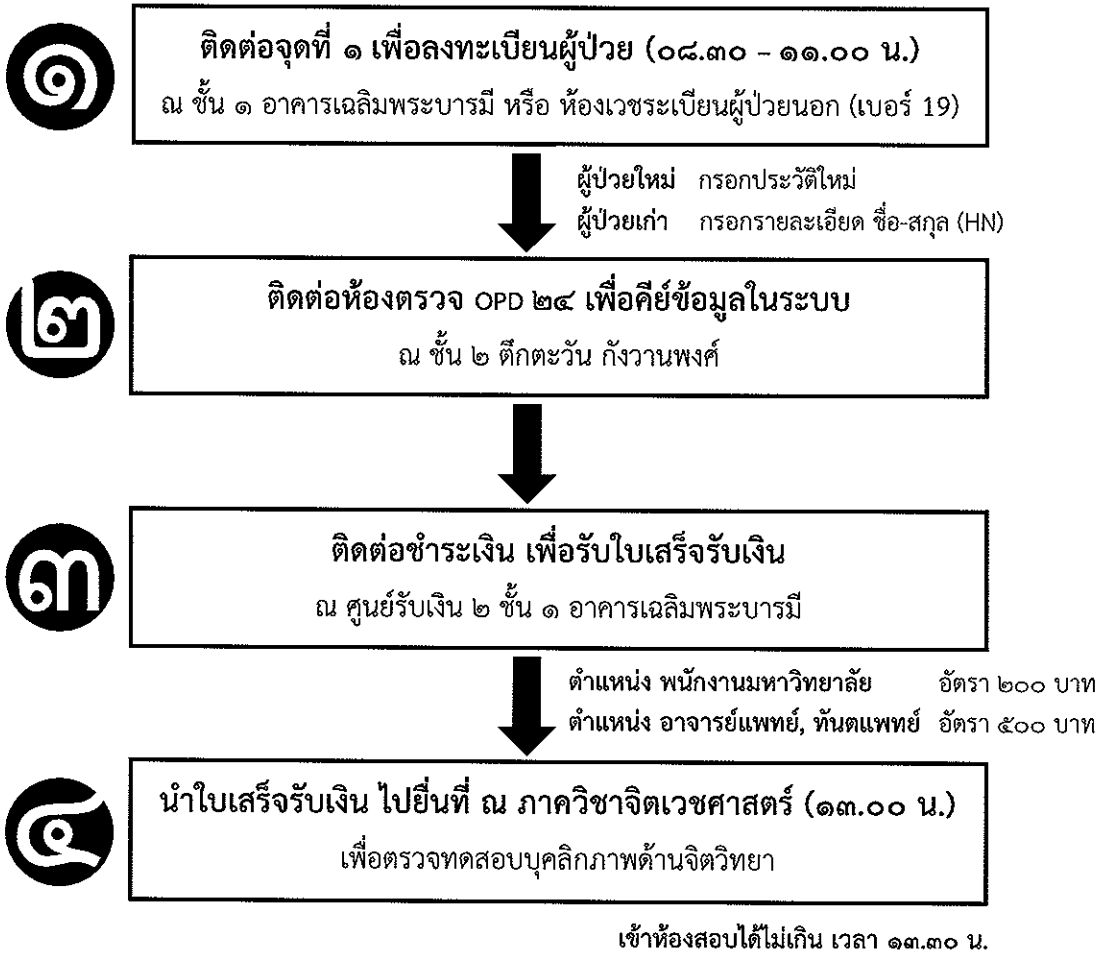 ๑
ติดต่อจุดที่ ๑ เพื่อลงทะเบียนผู้ป่วย (๐๘.๓๐ – ๑๑.๐๐ น.)
ณ ชั้น ๑ อาคารเฉลิมพระบารมี หรือ ห้องเวชระเบียนผู้ป่วยนอก (เบอร์ 19)
ผู้ป่วยใหม่ กรอกประวัติใหม่
ผู้ป่วยเก่า กรอกรายละเอียด ชื่อ-สกุล (HN)
๒
ติดต่อห้องตรวจ OPD ๒๔ เพื่อคีย์ข้อมูลในระบบ
ณ ชั้น ๒ ตึกตะวัน กังวานพงศ์
๓
ติดต่อชำระเงิน เพื่อรับใบเสร็จรับเงิน
ณ ศูนย์รับเงิน ๒ ชั้น ๑ อาคารเฉลิมพระบารมี
ตำแหน่ง พนักงานมหาวิทยาลัย อัตรา ๒๐๐ บาท
ตำแหน่ง อาจารย์แพทย์, ทันตแพทย์ อัตรา ๕๐๐ บาท
๔
นำใบเสร็จรับเงิน ไปยื่นที่ ณ ภาควิชาจิตเวชศาสตร์ (๑๓.๐๐ น.)
เพื่อตรวจทดสอบบุคลิกภาพด้านจิตวิทยา
เข้าห้องสอบได้ไม่เกิน เวลา ๑๓.๓๐ น.